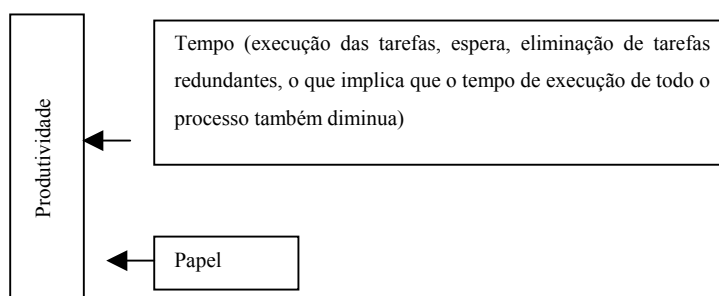 Produtividade
Tempo (execução das tarefas, espera, eliminação de tarefas
redundantes, o que implica que o tempo de execução de todo o
processo também diminua)
Papel